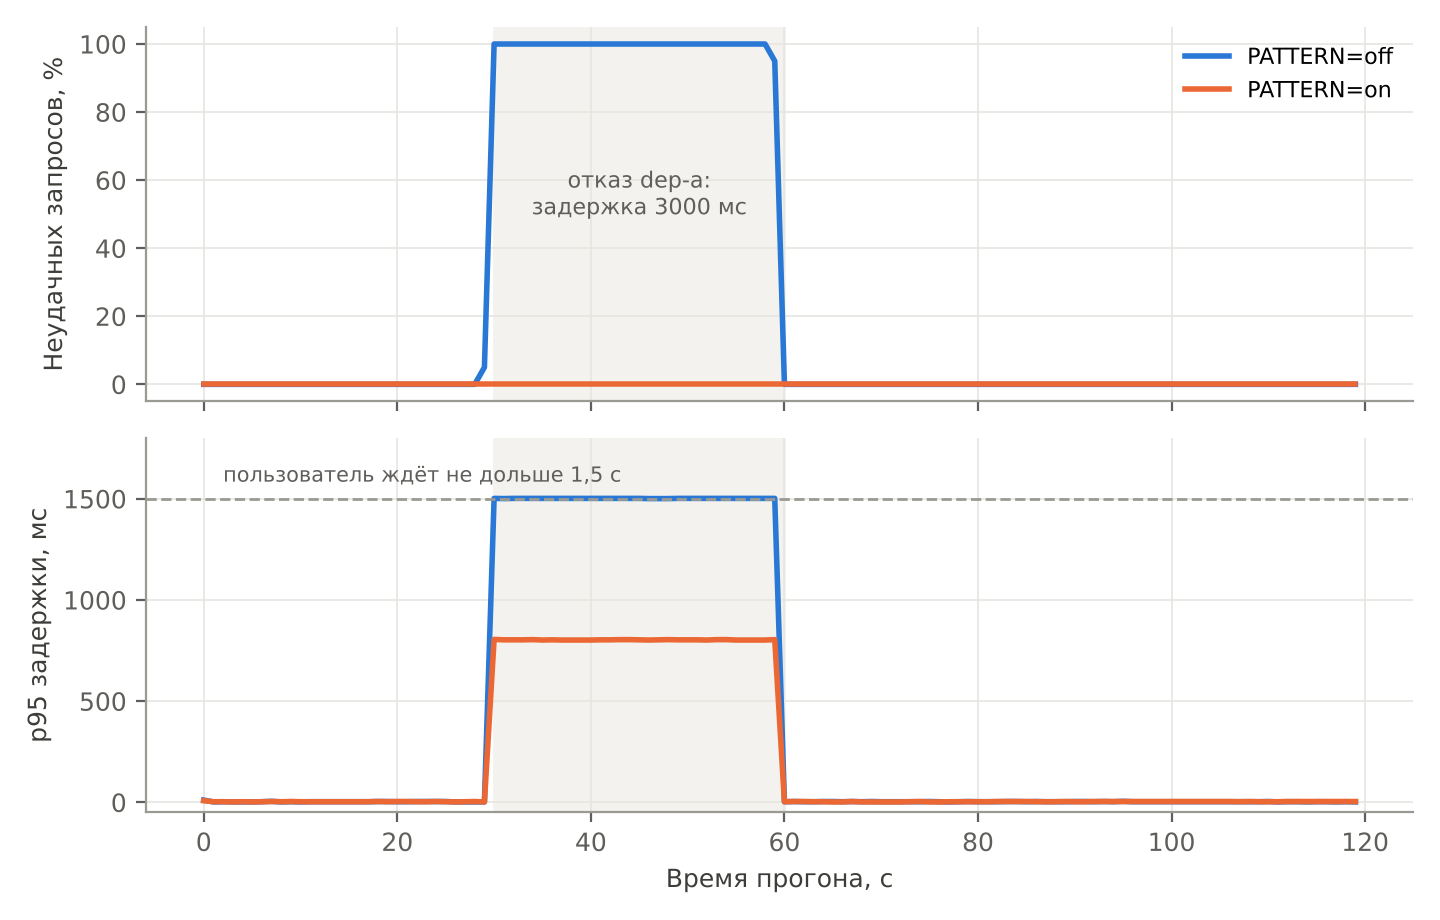 Неудачных запросов, %
100
80
60
40
20
0
PATTERN=off
PATTERN=on
отказ dep-a:
задержка 3000 мс
p95 задержки, мс
1500
1000
500
0
пользователь ждёт не дольше 1,5 с
0 20 40 60 80 100 120
Время прогона, с